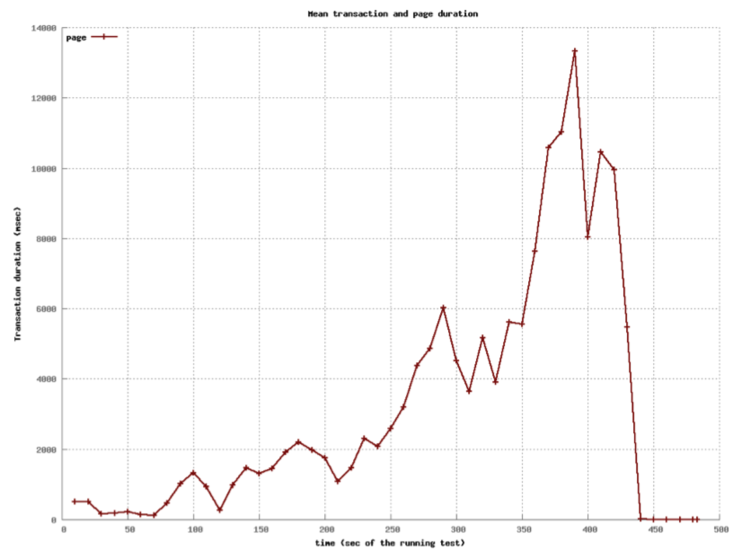 Mean transaction and page duration
14000
page
12000
10000
8000
Transaction duration (msec)
6000
4000
2000
0
0 50 100 150 200 250 300 350 400 450 500
time (sec of the running test)